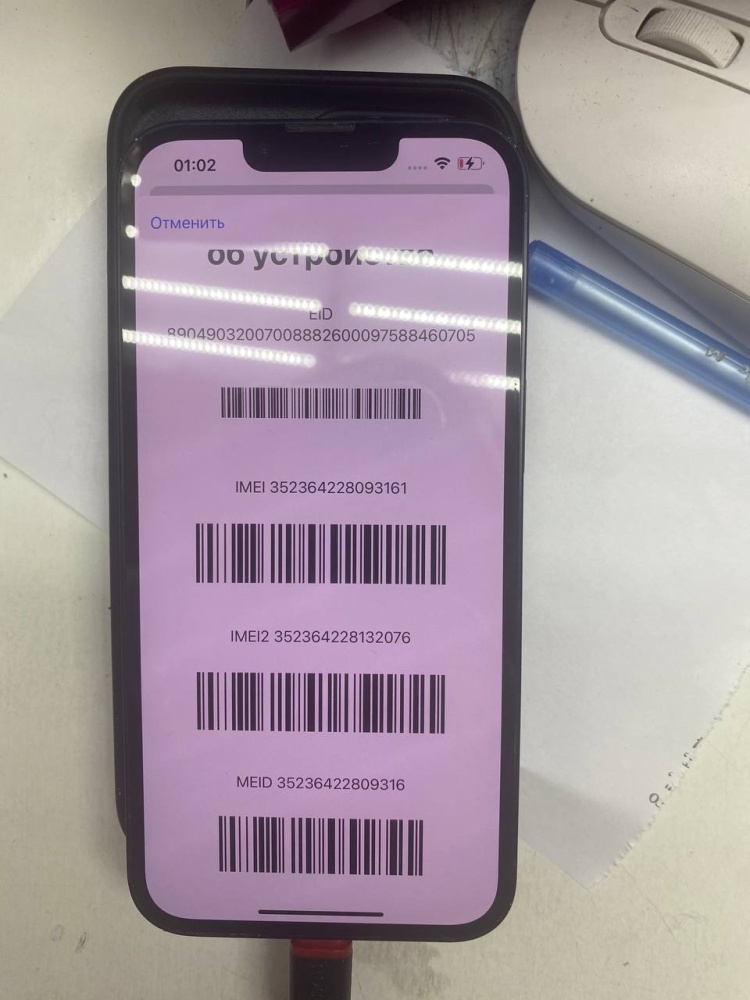 01:02
Отменить
об устройстве
EID
89049032007008882600097588460705
IMEI 352364228093161
IMEI2 352364228132076
MEID 35236422809316